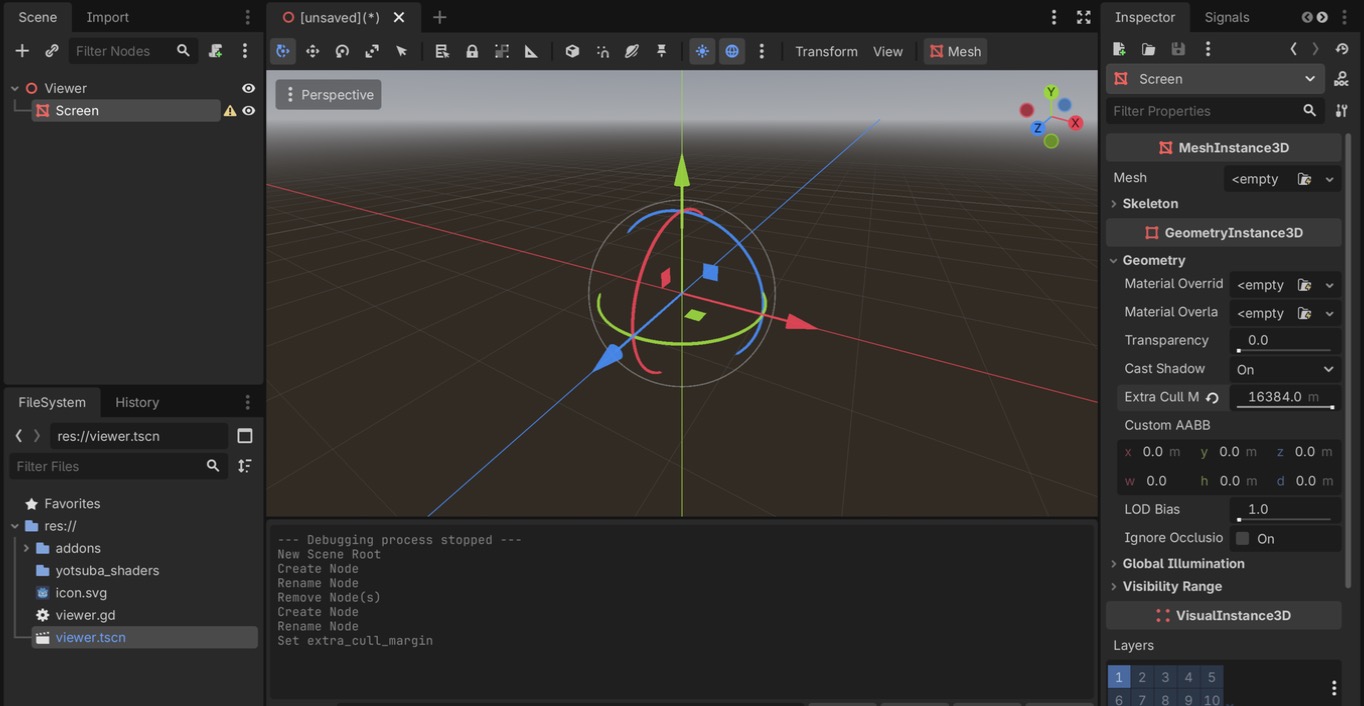 Scene
Import
[unsaved](*)
Inspector
Signals
Filter Nodes
Transform
View
Mesh
Viewer
Screen
Perspective
Y
X
Z
Screen
Filter Properties
MeshInstance3D
Mesh
<empty
Skeleton
GeometryInstance3D
Geometry
Material Overrid
<empty
Material Overla
<empty
Transparency
0.0
Cast Shadow
On
Extra Cull M
16384.0 m
Custom AABB
x 0.0 m y 0.0 m z 0.0 m
w 0.0 h 0.0 m d 0.0 m
LOD Bias
1.0
Ignore Occlusio
On
Global Illumination
Visibility Range
VisualInstance3D
Layers
1 2 3 4 5
6 7 8 9 10
FileSystem
History
res://viewer.tscn
Filter Files
Favorites
res://
addons
yotsuba_shaders
icon.svg
viewer.gd
viewer.tscn
--- Debugging process stopped ---
New Scene Root
Create Node
Rename Node
Remove Node(s)
Create Node
Rename Node
Set extra_cull_margin